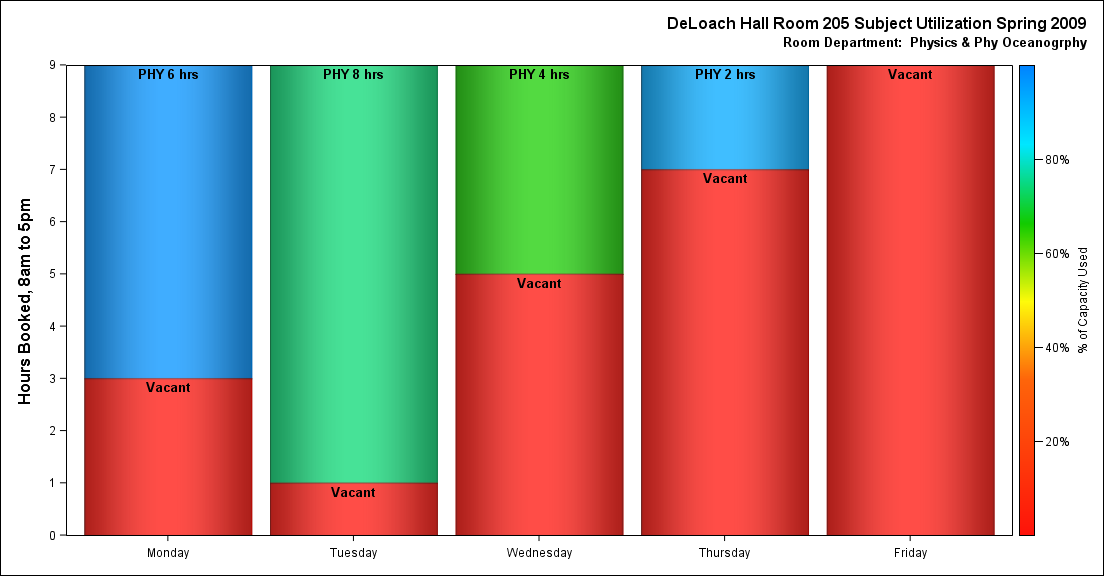 DeLoach Hall Room 205 Subject Utilization Spring 2009
Room Department:  Physics & Phy Oceanogrphy
Hours Booked, 8am to 5pm
9
8
7
6
5
4
3
2
1
0
PHY 6 hrs
Vacant
PHY 8 hrs
Vacant
PHY 4 hrs
Vacant
PHY 2 hrs
Vacant
Vacant
Monday
Tuesday
Wednesday
Thursday
Friday
80%
60%
40%
20%
% of Capacity Used